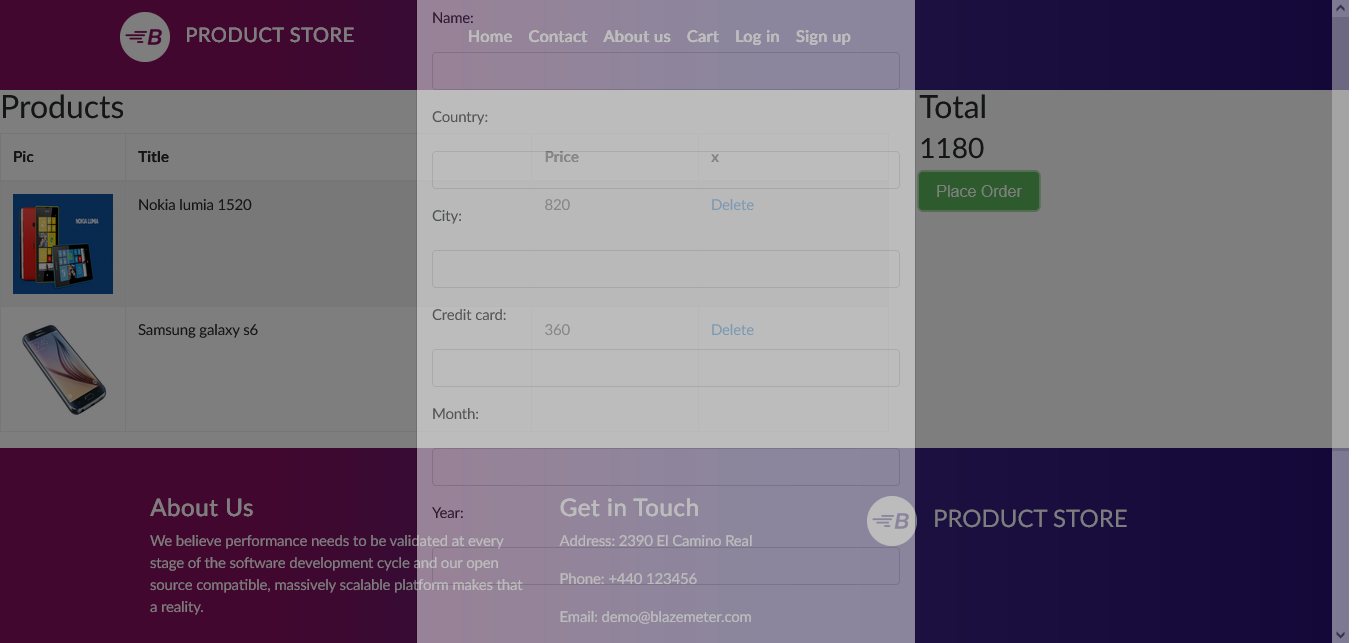 PRODUCT STORE
Home Contact About us Cart Log in Sign up
Name:
Country:
City:
Credit card:
Month:
Year:
Products
Pic Title Price x
Nokia lumia 1520 820 Delete
NOKIA LUMIA
Samsung galaxy s6 360 Delete
Total
1180
Place Order
About Us
We believe performance needs to be validated at every
stage of the software development cycle and our open
source compatible, massively scalable platform makes that
a reality.
Get in Touch
Address: 2390 El Camino Real
Phone: +440 123456
Email: demo@blazemeter.com
B PRODUCT STORE